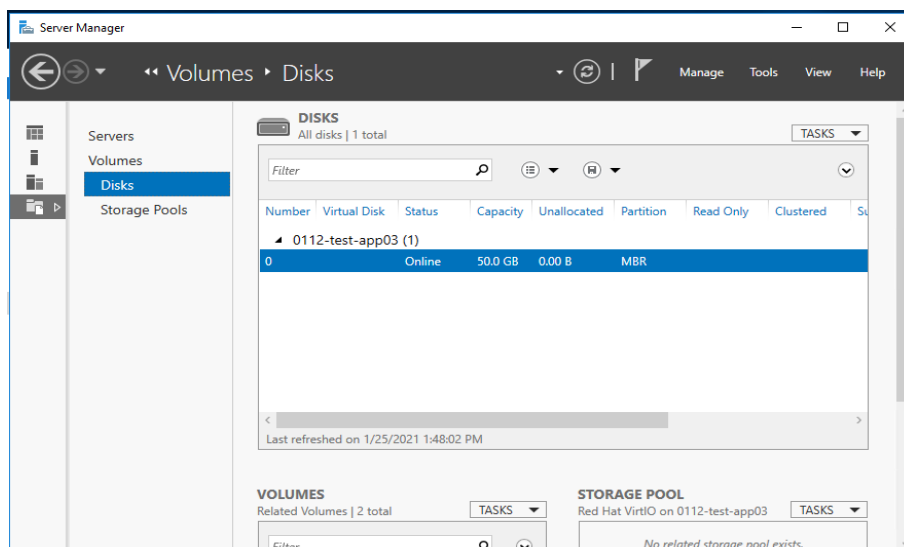 Server Manager
Volumes Disks
Manage Tools View Help
Servers
Volumes
Disks
Storage Pools
DISKS
All disks | 1 total
TASKS
Filter
Number Virtual Disk Status Capacity Unallocated Partition Read Only Clustered Su
0112-test-app03 (1)
0 Online 50.0 GB 0.00 B MBR
Last refreshed on 1/25/2021 1:48:02 PM
VOLUMES
Related Volumes | 2 total
TASKS
Filter
STORAGE POOL
Red Hat VirtIO on 0112-test-app03
TASKS
No related storage pool exists.